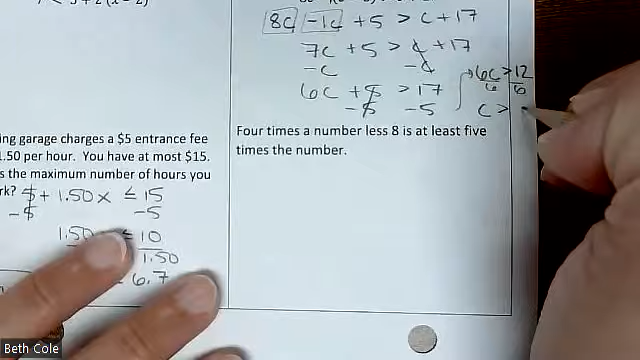 8c -1c +5 > c +17
7c +5 > c +17
-c -c
6c +5 > 17
-5 -5
6c > 12
6 6
c >
ing garage charges a $5 entrance fee
1.50 per hour. You have at most $15.
s the maximum number of hours you
rk?
5 + 1.50x ≤ 15
-5 -5
1.50 ≤ 10
1.50
6.7
Four times a number less 8 is at least five
times the number.
Beth Cole